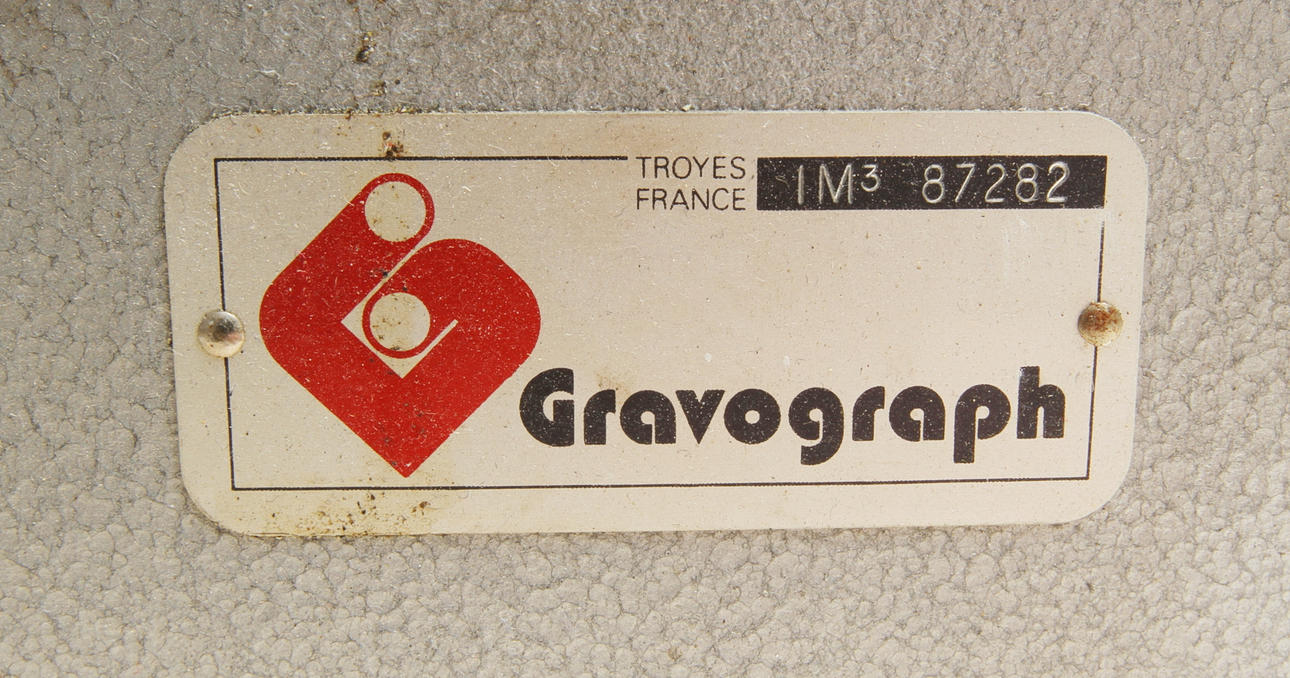 TROYES
FRANCE
IM³ 87282
Gravograph